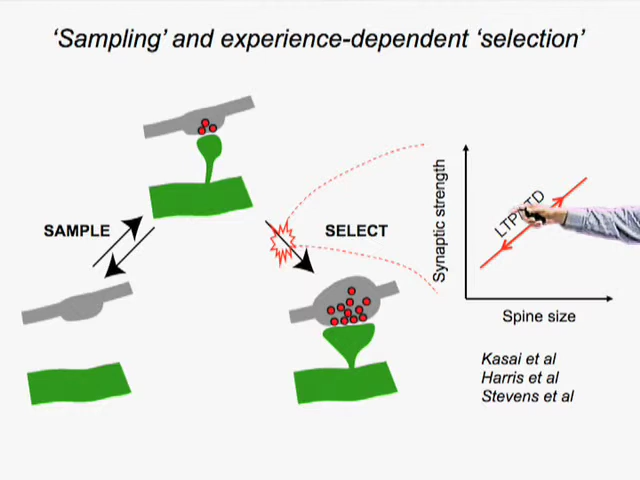 ‘Sampling’ and experience-dependent ‘selection’
SAMPLE
SELECT
Synaptic strength
LTP
LTD
Spine size
Kasai et al
Harris et al
Stevens et al